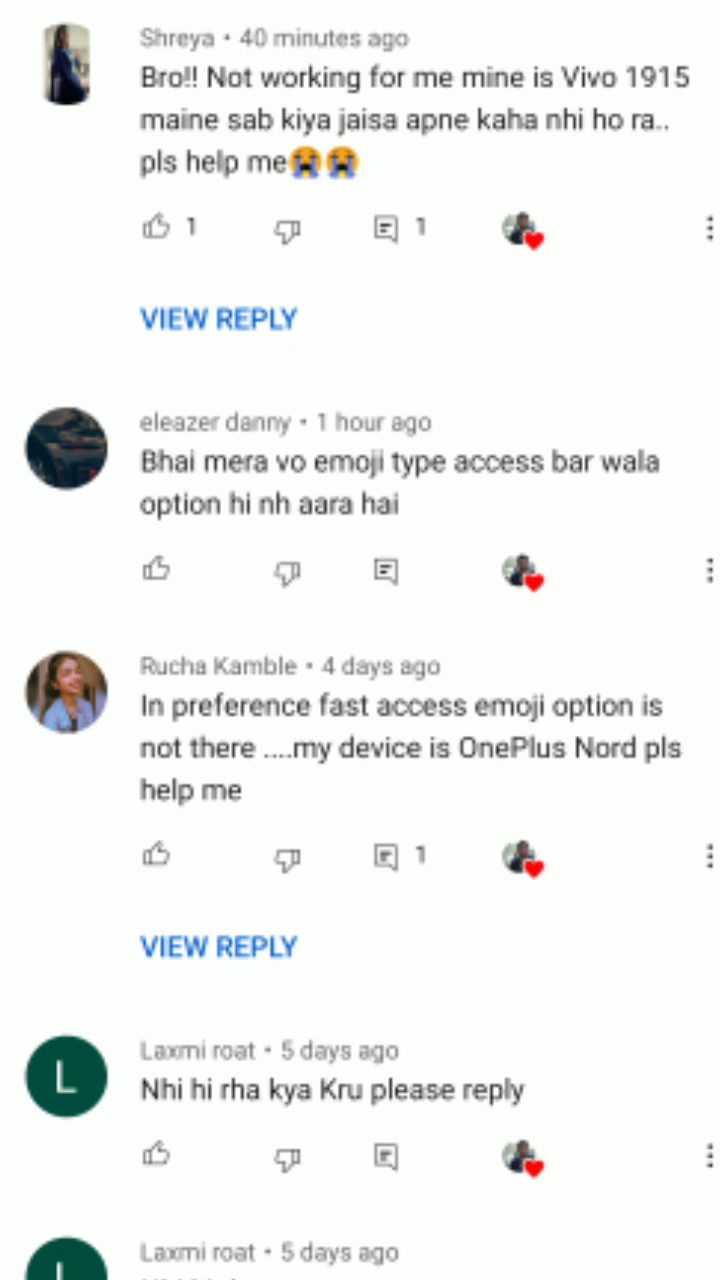 Shreya • 40 minutes ago
Bro!! Not working for me mine is Vivo 1915
maine sab kiya jaisa apne kaha nhi ho ra..
pls help me😭😭
1 1
VIEW REPLY
eleazer danny • 1 hour ago
Bhai mera vo emoji type access bar wala
option hi nh aara hai
Rucha Kamble • 4 days ago
In preference fast access emoji option is
not there ....my device is OnePlus Nord pls
help me
1
VIEW REPLY
L
Laxmi roat • 5 days ago
Nhi hi rha kya Kru please reply
L
Laxmi roat • 5 days ago